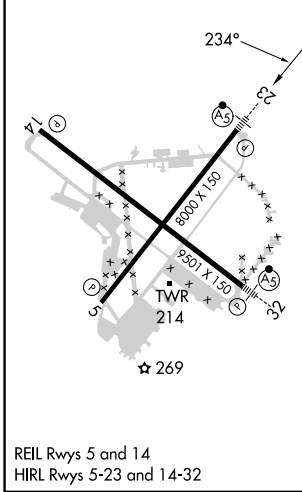 234°
23
A5
P
14
P
8000 X 150
9501 X 150
A5
P
TWR
214
P
5
32
269
REIL Rwys 5 and 14
HIRL Rwys 5-23 and 14-32